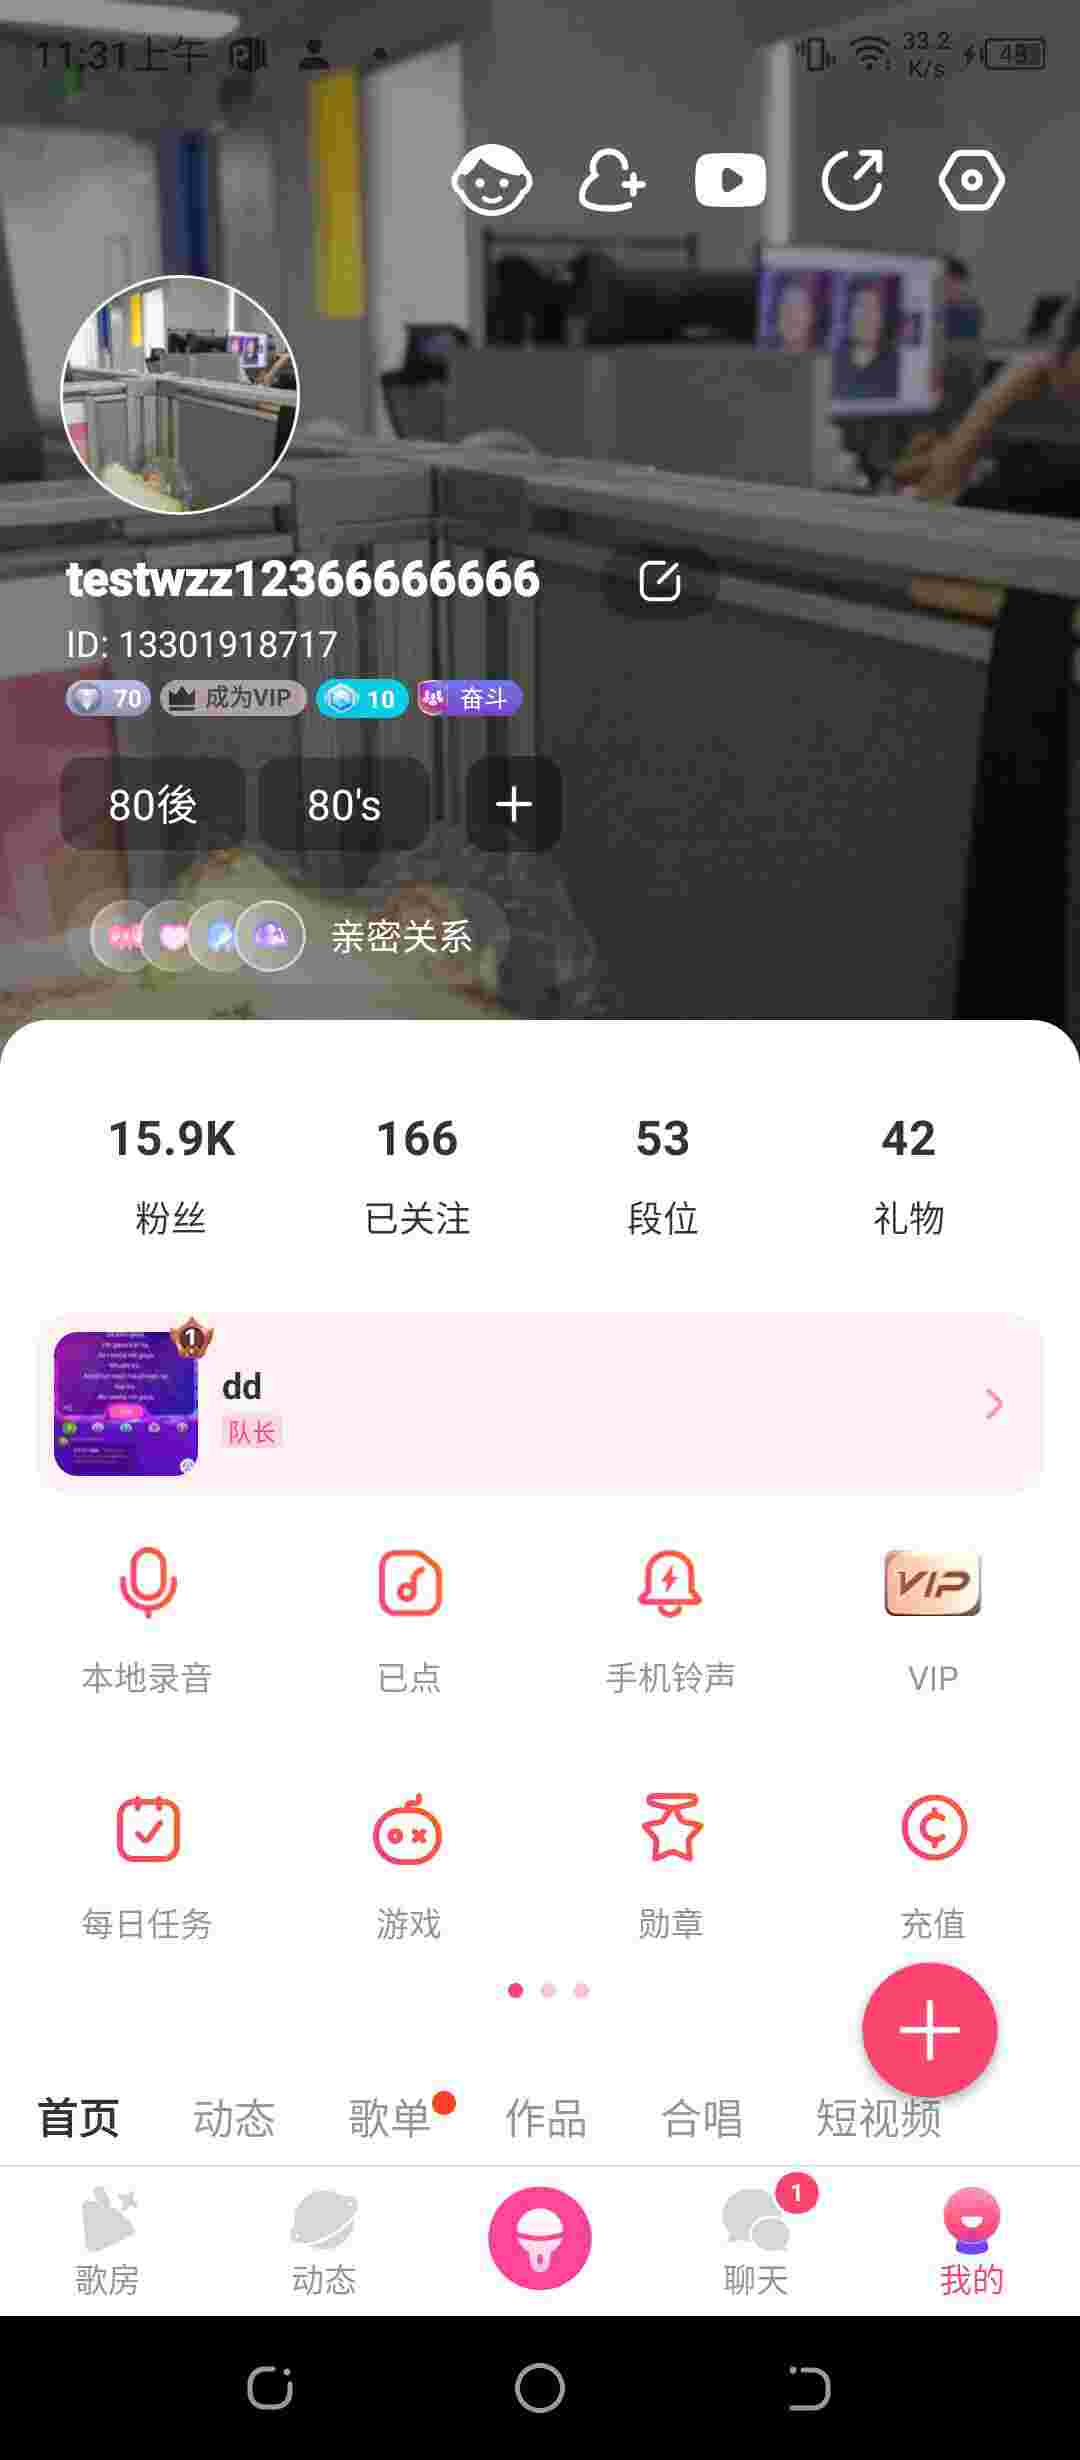 11:31上午
33.2
K/s
48
testwzz12366666666
ID: 13301918717
70 成为VIP 10 奋斗
80後 80's
亲密关系
15.9K 166 53 42
粉丝 已关注 段位 礼物
1
dd
队长
VIP
本地录音 已点 手机铃声 VIP
每日任务 游戏 勋章 充值
首页 动态 歌单 作品 合唱 短视频
1
歌房 动态 聊天 我的